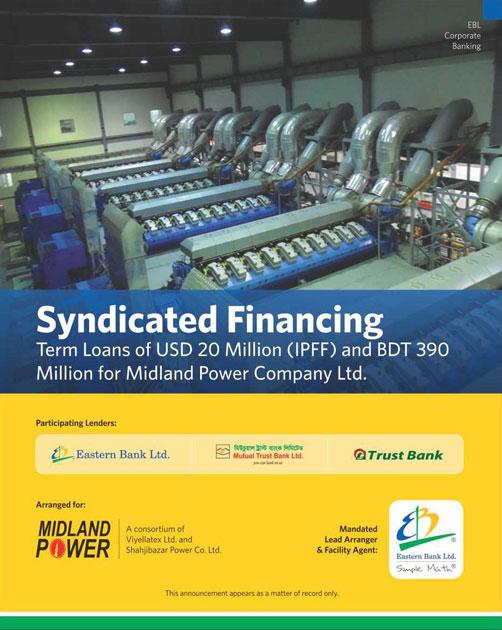 EBL
Corporate
Banking
Syndicated Financing
Term Loans of USD 20 Million (IPFF) and BDT 390
Million for Midland Power Company Ltd.
Participating Lenders:
Eastern Bank Ltd.
মিউচুয়াল ট্রাস্ট ব্যাংক লিমিটেড
Mutual Trust Bank Ltd.
you can bank on us
Trust Bank
Arranged for:
MIDLAND
POWER
A consortium of
Viyellatex Ltd. and
Shahjibazar Power Co. Ltd.
Mandated
Lead Arranger
& Facility Agent:
®
Eastern Bank Ltd.
Simple Math®
This announcement appears as a matter of record only.